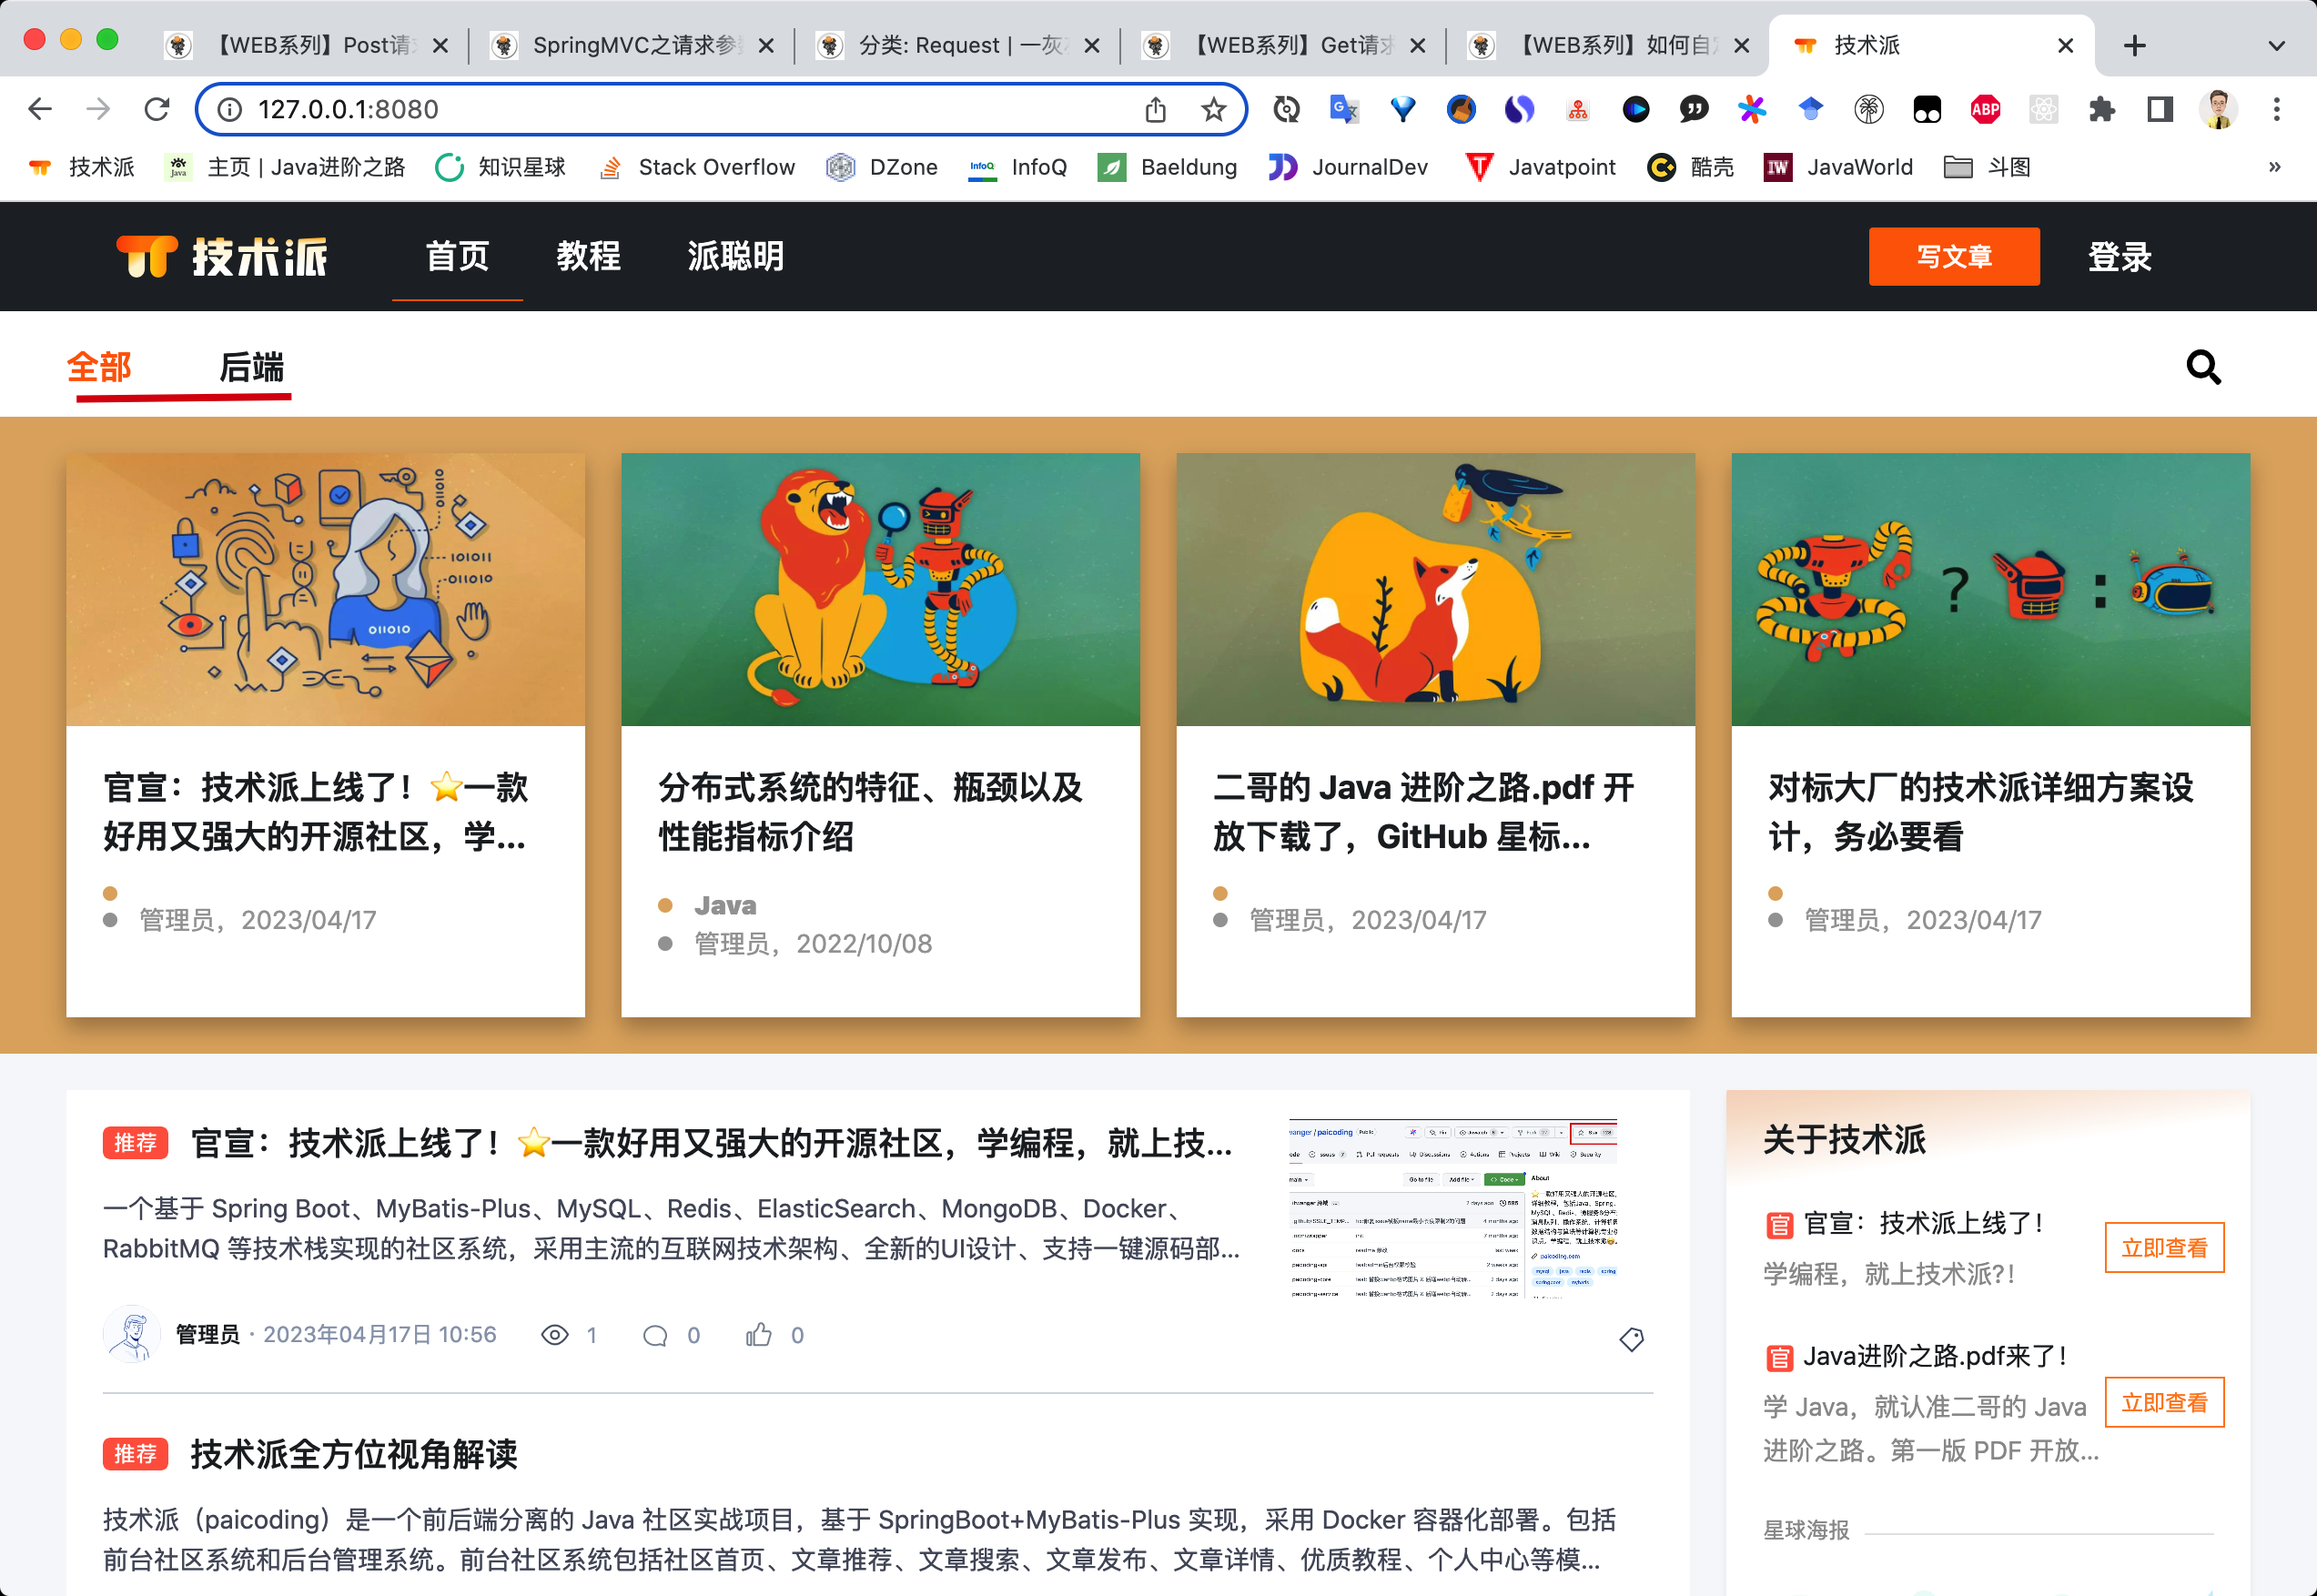 【WEB系列】Post请
SpringMVC之请求参
分类: Request | 一灰
【WEB系列】Get请求
【WEB系列】如何自
技术派
127.0.0.1:8080
ABP
技术派
主页 | Java进阶之路
知识星球
Stack Overflow
DZone
InfoQ
Baeldung
JournalDev
Javatpoint
酷壳
JavaWorld
斗图
»
技术派
首页
教程
派聪明
写文章
登录
全部
后端
101011
011010
011010
? :
官宣：技术派上线了！⭐一款
好用又强大的开源社区，学...
管理员，2023/04/17
分布式系统的特征、瓶颈以及
性能指标介绍
Java
管理员，2022/10/08
二哥的 Java 进阶之路.pdf 开
放下载了，GitHub 星标...
管理员，2023/04/17
对标大厂的技术派详细方案设
计，务必要看
管理员，2023/04/17
推荐 官宣：技术派上线了！⭐一款好用又强大的开源社区，学编程，就上技...
一个基于 Spring Boot、MyBatis-Plus、MySQL、Redis、ElasticSearch、MongoDB、Docker、
RabbitMQ 等技术栈实现的社区系统，采用主流的互联网技术架构、全新的UI设计、支持一键源码部...
管理员 · 2023年04月17日 10:56 1 0 0
推荐 技术派全方位视角解读
技术派（paicoding）是一个前后端分离的 Java 社区实战项目，基于 SpringBoot+MyBatis-Plus 实现，采用 Docker 容器化部署。包括
前台社区系统和后台管理系统。前台社区系统包括社区首页、文章推荐、文章搜索、文章发布、文章详情、优质教程、个人中心等模...
关于技术派
官 官宣：技术派上线了！
学编程，就上技术派?！
立即查看
官 Java进阶之路.pdf来了！
学 Java，就认准二哥的 Java
进阶之路。第一版 PDF 开放...
立即查看
星球海报